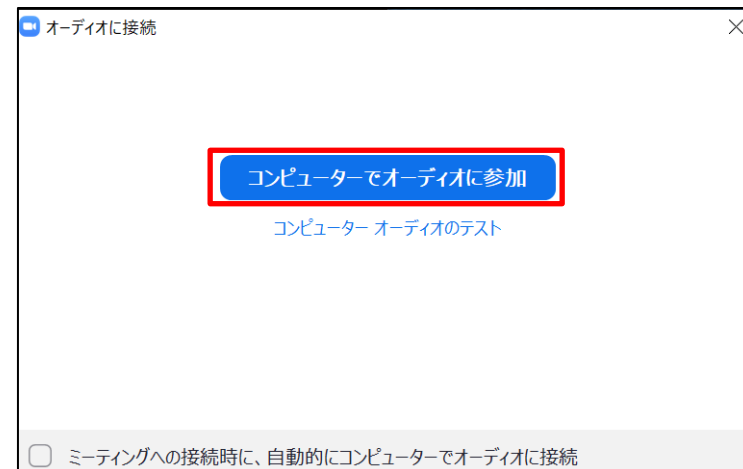 オーディオに接続
コンピューターでオーディオに参加
コンピューター オーディオのテスト
ミーティングへの接続時に、自動的にコンピューターでオーディオに接続